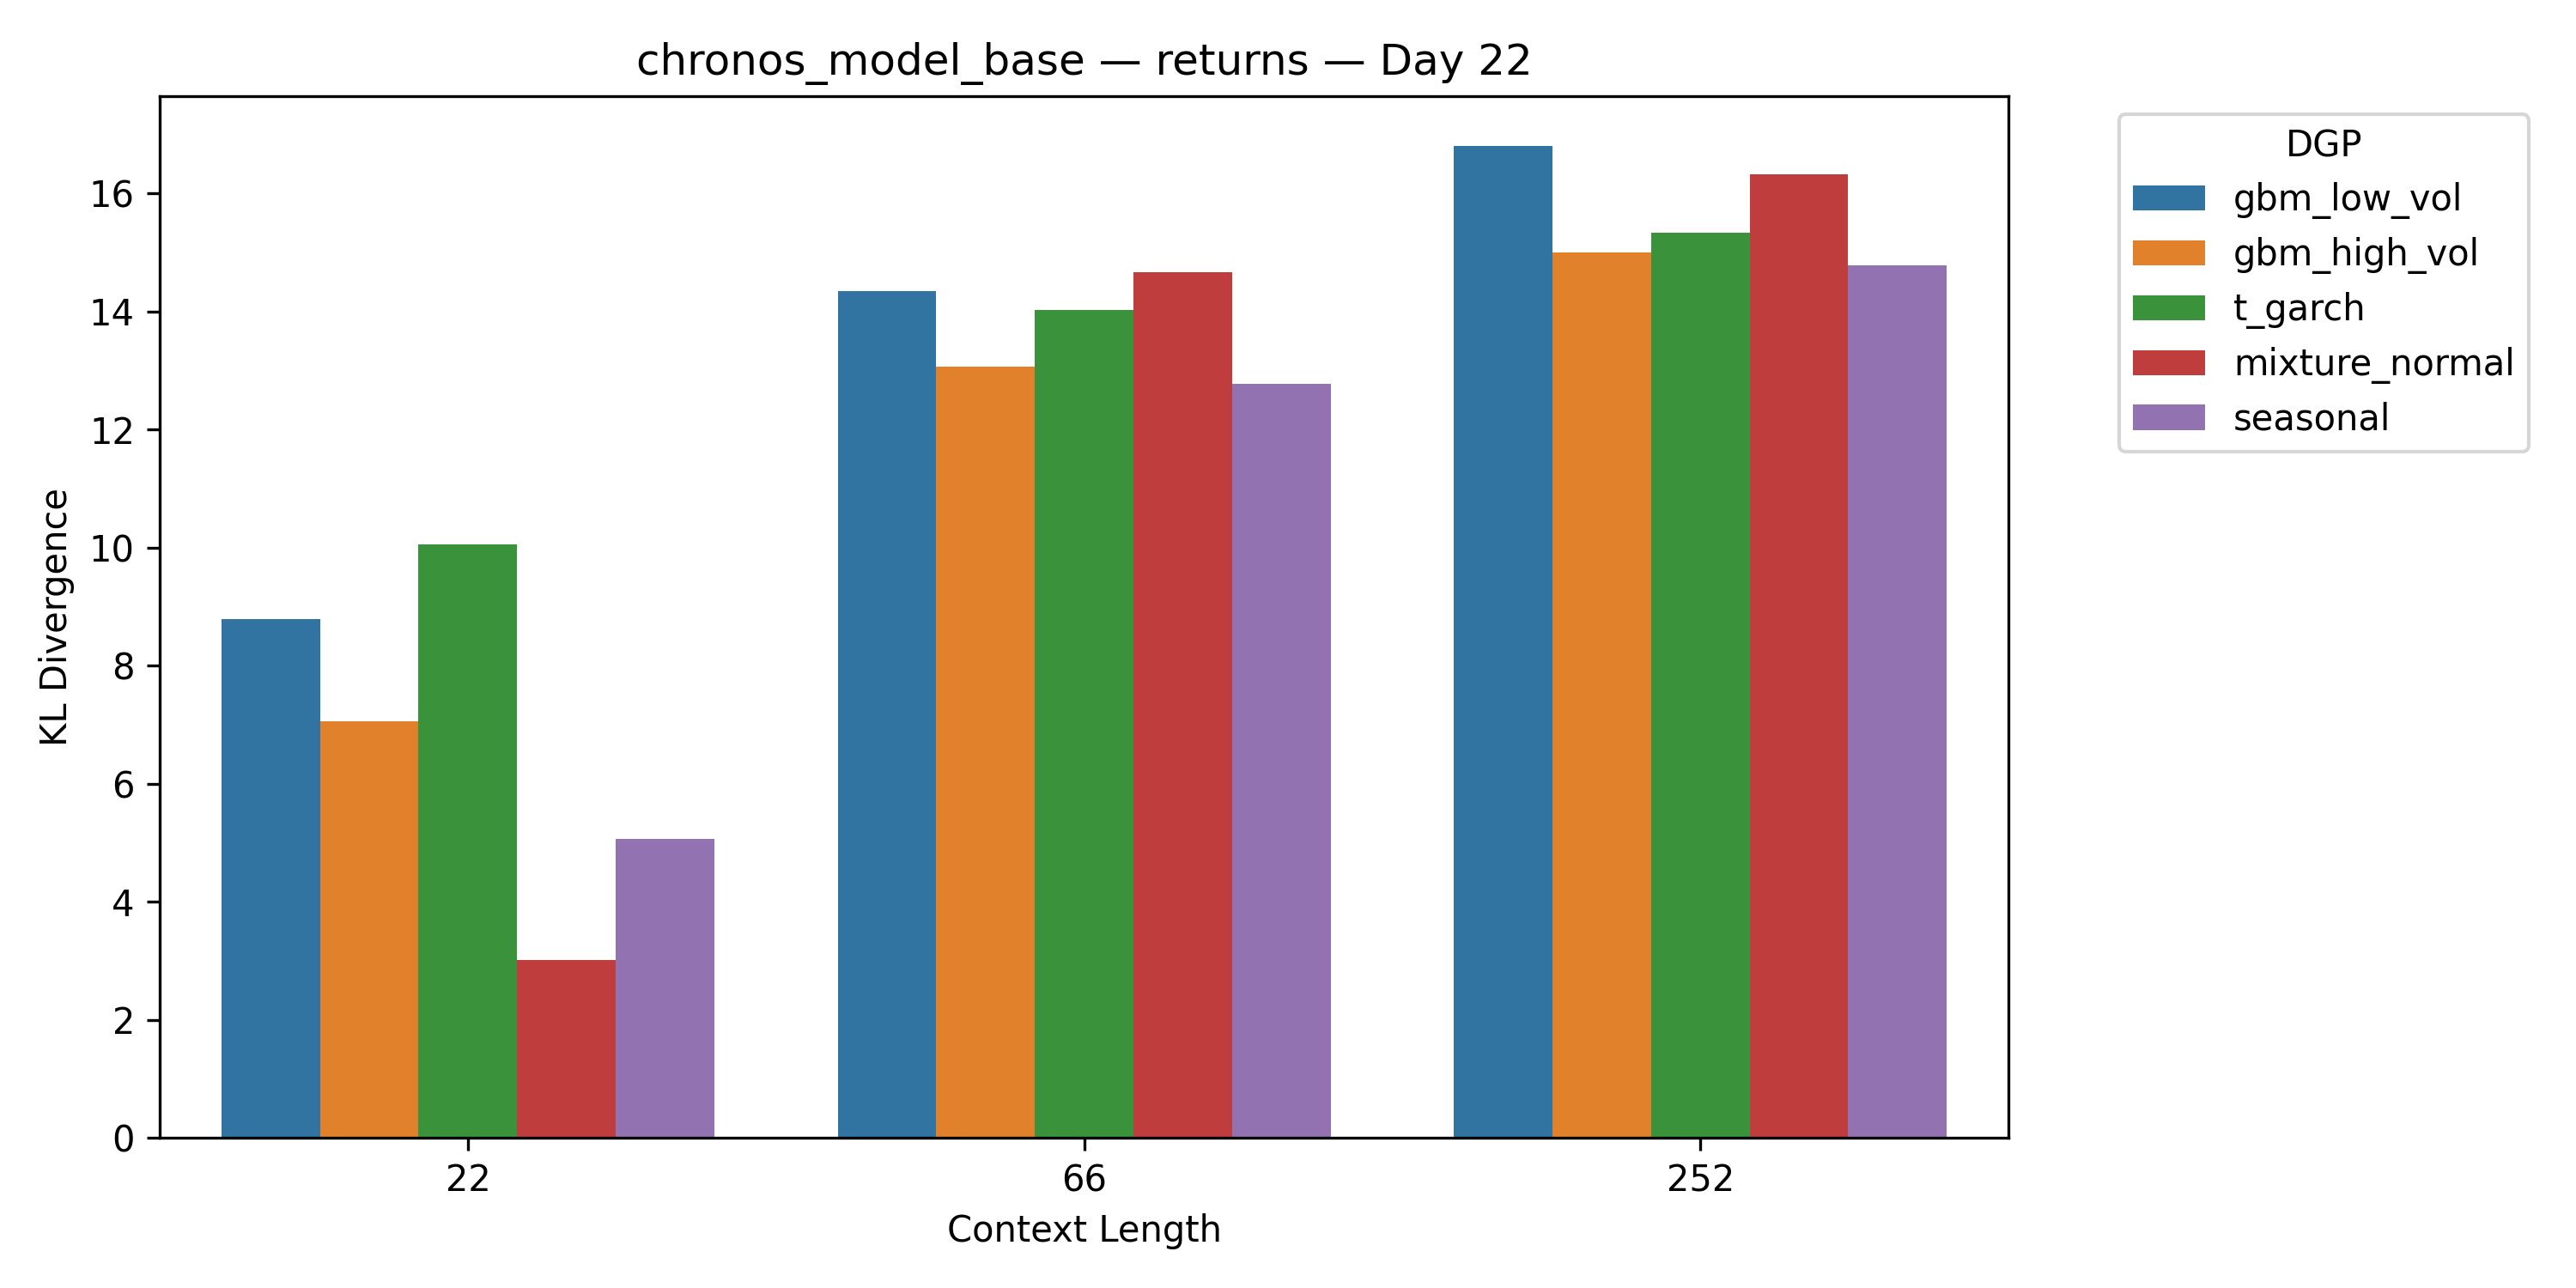 chronos_model_base — returns — Day 22
KL Divergence
16
14
12
10
8
6
4
2
0
22
66
252
Context Length
DGP
gbm_low_vol
gbm_high_vol
t_garch
mixture_normal
seasonal